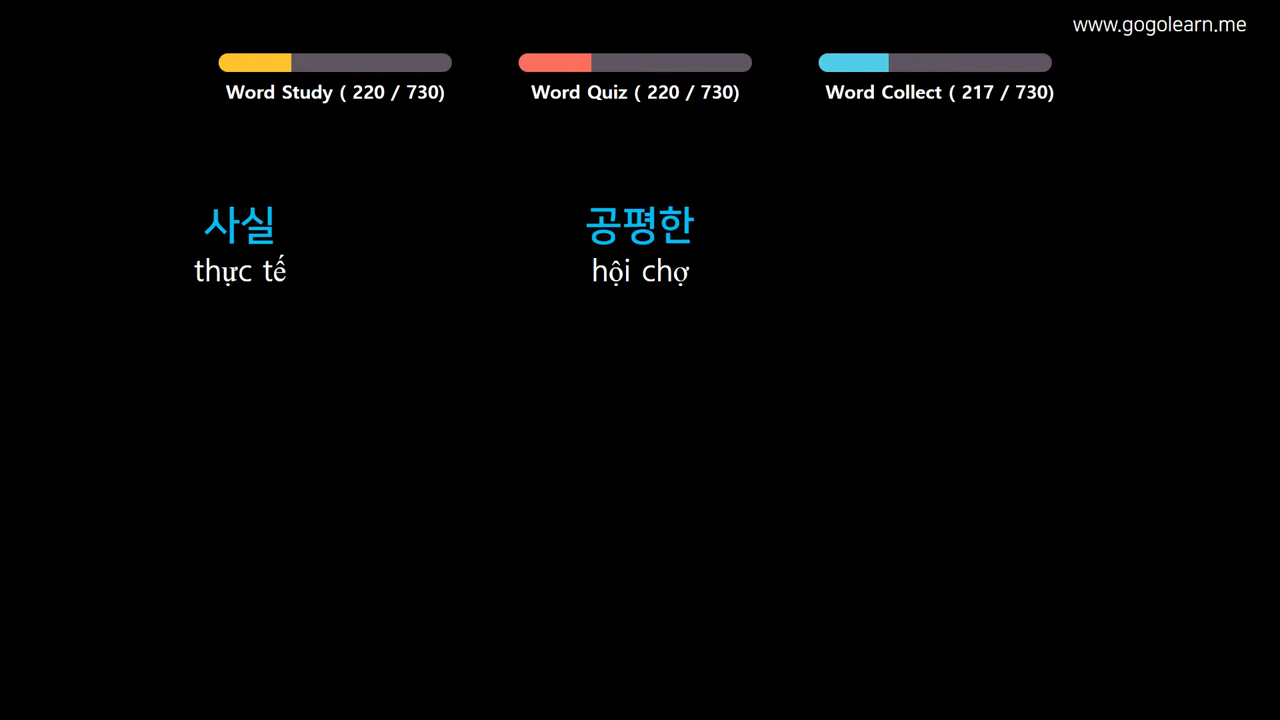 www.gogolearn.me
Word Study ( 220 / 730)
Word Quiz ( 220 / 730)
Word Collect ( 217 / 730)
사실
thực tế
공평한
hội chợ